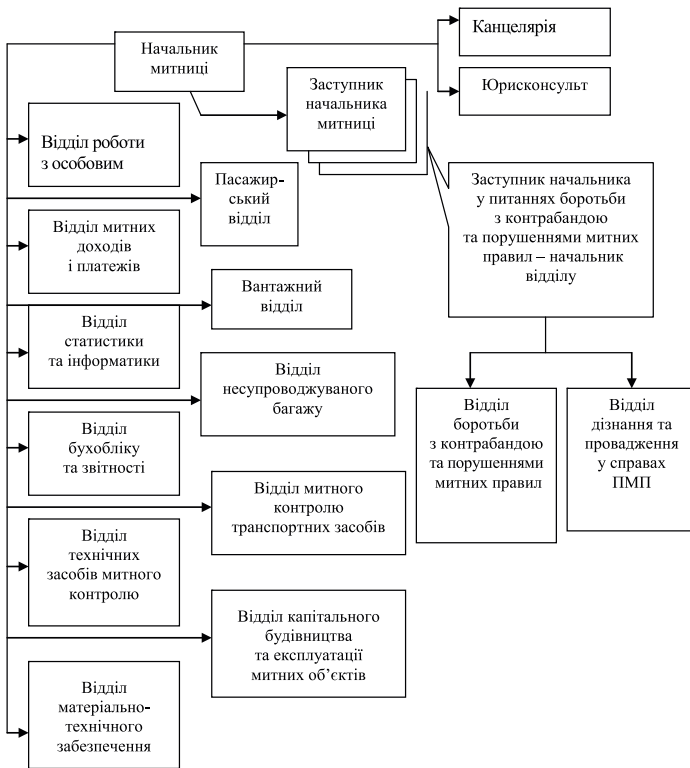 Начальник
митниці
Канцелярія
Заступник
начальника
митниці
Юрисконсульт
Відділ роботи
з особовим
Пасажир-
ський
відділ
Заступник начальника
у питаннях боротьби
з контрабандою
та порушеннями митних
правил – начальник
відділу
Відділ митних
доходів
і платежів
Вантажний
відділ
Відділ
статистики
та інформатики
Відділ
несупроводжуваного
багажу
Відділ
боротьби
з контрабандою
та порушеннями
митних правил
Відділ
дізнання та
провадження
у справах
ПМП
Відділ
бухобліку
та звітності
Відділ митного
контролю
транспортних засобів
Відділ
технічних
засобів митного
контролю
Відділ капітального
будівництва
та експлуатації
митних об’єктів
Відділ
матеріально-
технічного
забезпечення